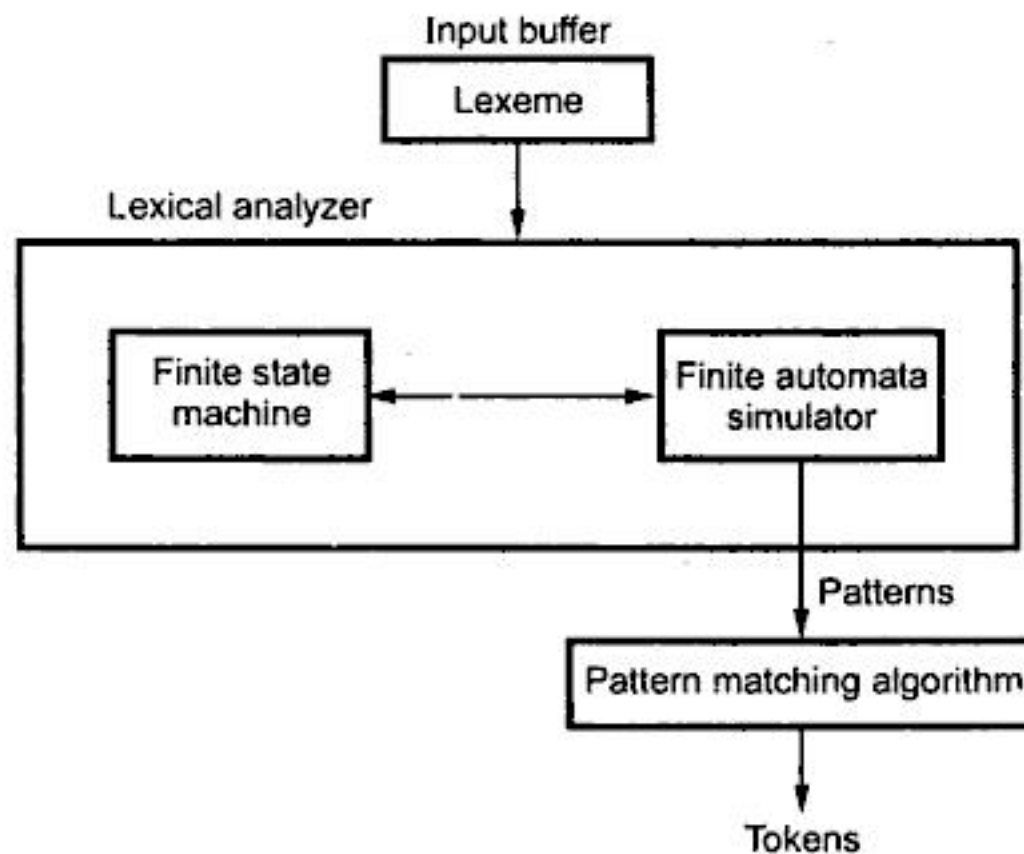 Input buffer
Lexeme
Lexical analyzer
Finite state
machine
Finite automata
simulator
Patterns
Pattern matching algorithm
Tokens